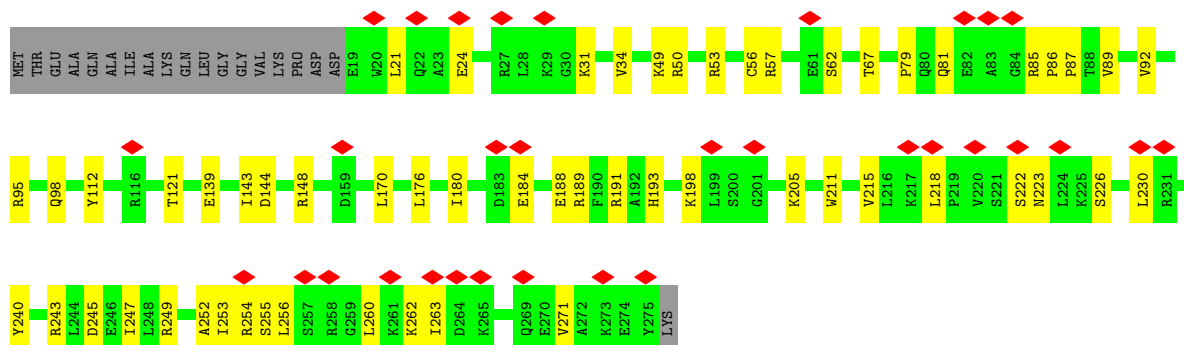 MET THR GLU ALA GLN ALA ILE ALA LYS GLN LEU GLY GLY VAL LYS PRO ASP ASP E19 W20 L21 Q22 A23 E24 R27 L28 K29 G30 K31 V34 K49 R50 R53 C56 R57 E61 S62 T67 P79 Q80 Q81 E82 A83 G84 R85 P86 P87 T88 V89 V92
R95 Q98 Y112 R116 T121 E139 I143 D144 R148 D159 L170 L176 I180 D183 E184 E188 R189 F190 R191 A192 H193 K198 L199 S200 G201 K205 W211 V215 L216 K217 L218 P219 V220 S221 S222 N223 L224 K225 S226 L230 R231
Y240 R243 L244 D245 E246 I247 L248 R249 A252 I253 R254 S255 L256 S257 R258 G259 L260 K261 K262 I263 D264 K265 Q269 E270 V271 A272 K273 E274 Y275 LYS